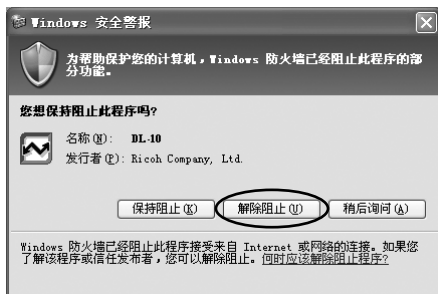 Windows 安全警报
为帮助保护您的计算机，Windows 防火墙已经阻止此程序的部
分功能。
您想保持阻止此程序吗?
名称(N): DL-10
发行者(P): Ricoh Company, Ltd.
保持阻止(K) 解除阻止(U) 稍后询问(A)
Windows 防火墙已经阻止此程序接受来自 Internet 或网络的连接。如果您
了解该程序或信任发布者，您可以解除阻止。何时应该解除阻止程序?